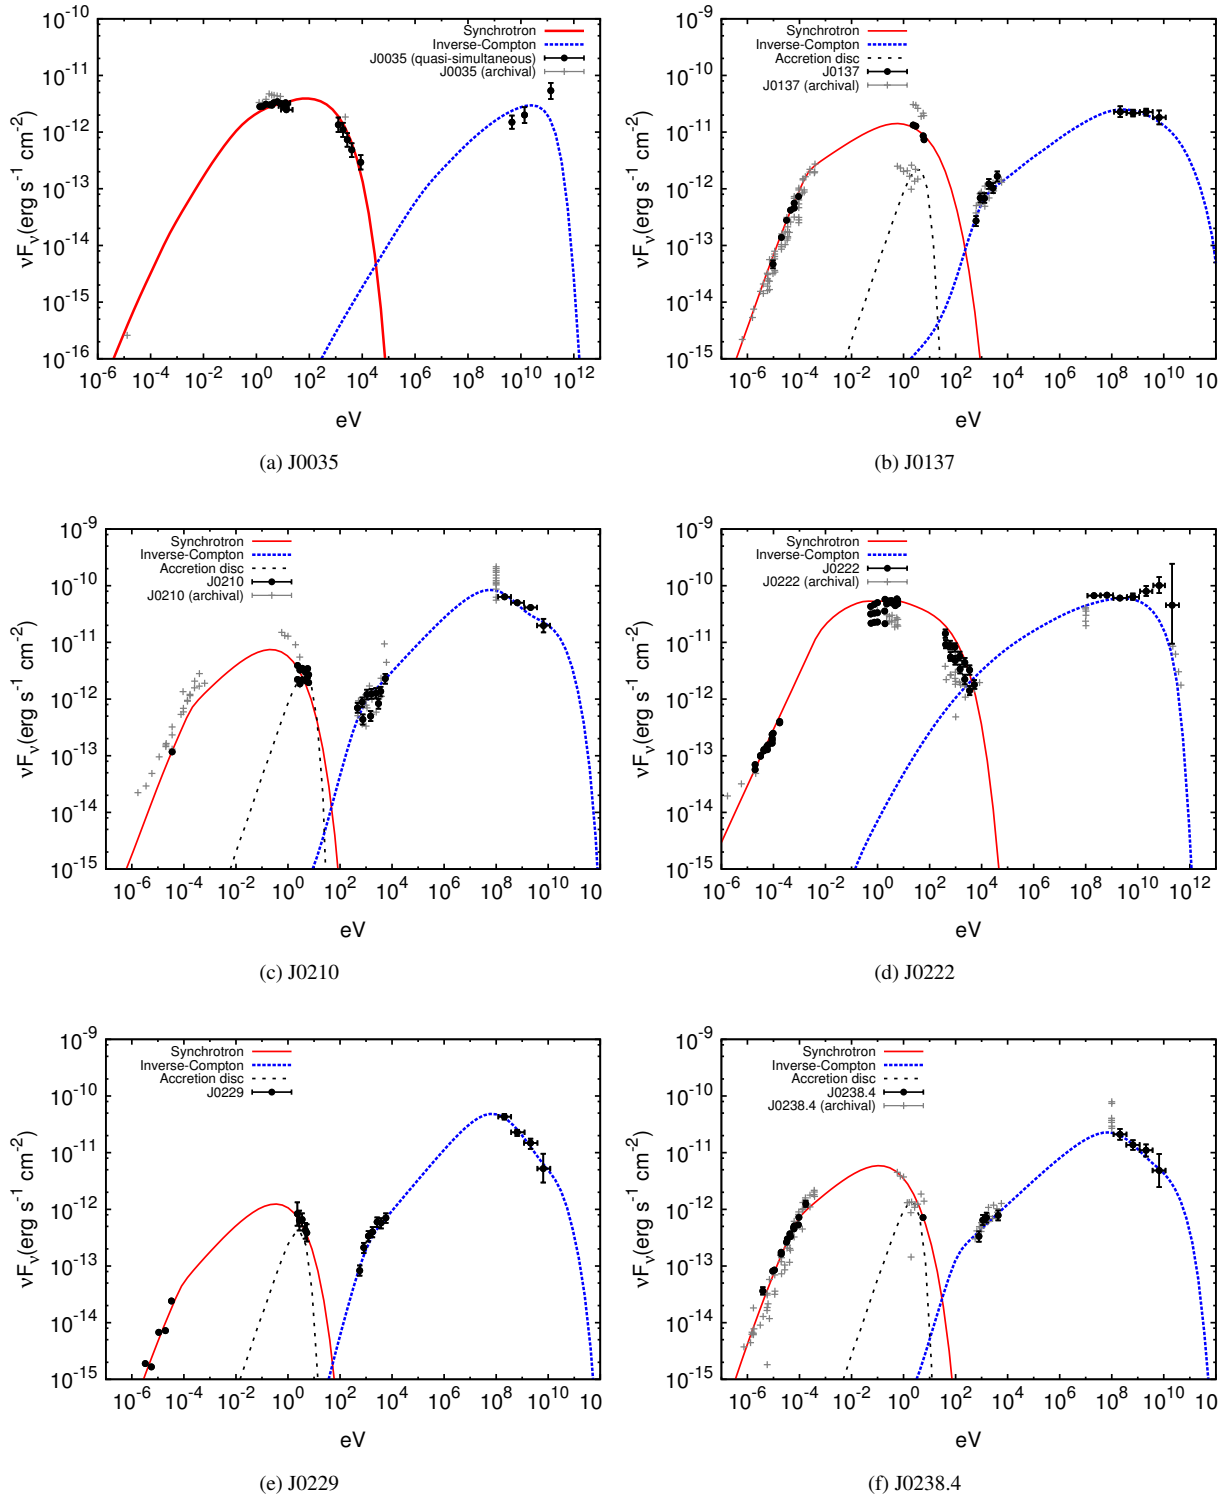 Synchrotron
Inverse-Compton
J0035 (quasi-simultaneous)
J0035 (archival)
10^-10
10^-11
10^-12
10^-13
10^-14
10^-15
10^-16
νFν(erg s^-1 cm^-2)
10^-6 10^-4 10^-2 10^0 10^2 10^4 10^6 10^8 10^10 10^12
eV
(a) J0035
Synchrotron
Inverse-Compton
Accretion disc
J0137
J0137 (archival)
10^-9
10^-10
10^-11
10^-12
10^-13
10^-14
10^-15
νFν(erg s^-1 cm^-2)
10^-6 10^-4 10^-2 10^0 10^2 10^4 10^6 10^8 10^10 10
eV
(b) J0137
Synchrotron
Inverse-Compton
Accretion disc
J0210
J0210 (archival)
10^-9
10^-10
10^-11
10^-12
10^-13
10^-14
10^-15
νFν(erg s^-1 cm^-2)
10^-6 10^-4 10^-2 10^0 10^2 10^4 10^6 10^8 10^10 10
eV
(c) J0210
Synchrotron
Inverse-Compton
J0222
J0222 (archival)
10^-9
10^-10
10^-11
10^-12
10^-13
10^-14
10^-15
νFν(erg s^-1 cm^-2)
10^-6 10^-4 10^-2 10^0 10^2 10^4 10^6 10^8 10^10 10^12
eV
(d) J0222
Synchrotron
Inverse-Compton
Accretion disc
J0229
10^-9
10^-10
10^-11
10^-12
10^-13
10^-14
10^-15
νFν(erg s^-1 cm^-2)
10^-6 10^-4 10^-2 10^0 10^2 10^4 10^6 10^8 10^10 10
eV
(e) J0229
Synchrotron
Inverse-Compton
Accretion disc
J0238.4
J0238.4 (archival)
10^-9
10^-10
10^-11
10^-12
10^-13
10^-14
10^-15
νFν(erg s^-1 cm^-2)
10^-6 10^-4 10^-2 10^0 10^2 10^4 10^6 10^8 10^10 10
eV
(f) J0238.4